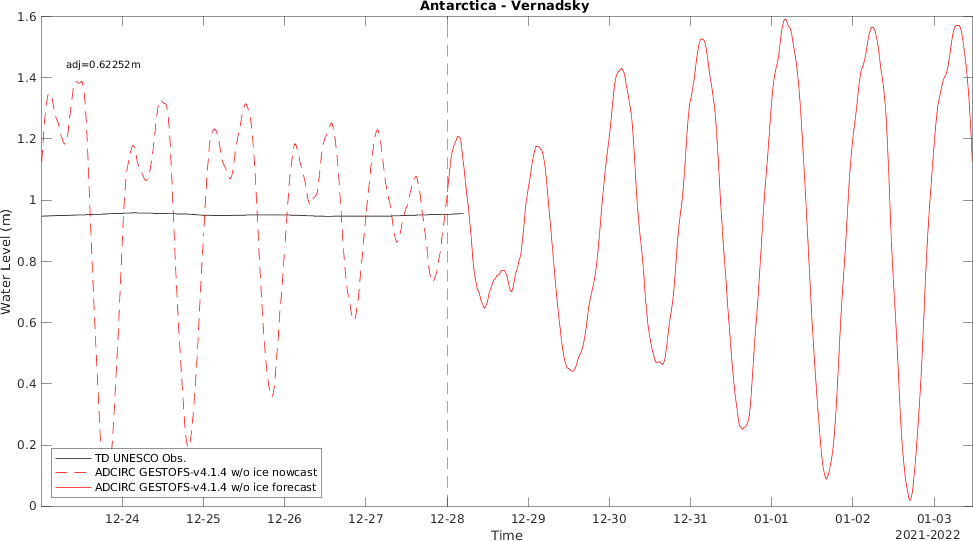 Antarctica - Vernadsky
1.6
1.4
1.2
1
0.8
0.6
0.4
0.2
0
Water Level (m)
adj=0.62252m
TD UNESCO Obs.
ADCIRC GESTOFS-v4.1.4 w/o ice nowcast
ADCIRC GESTOFS-v4.1.4 w/o ice forecast
12-24 12-25 12-26 12-27 12-28 12-29 12-30 12-31 01-01 01-02 01-03
Time
2021-2022